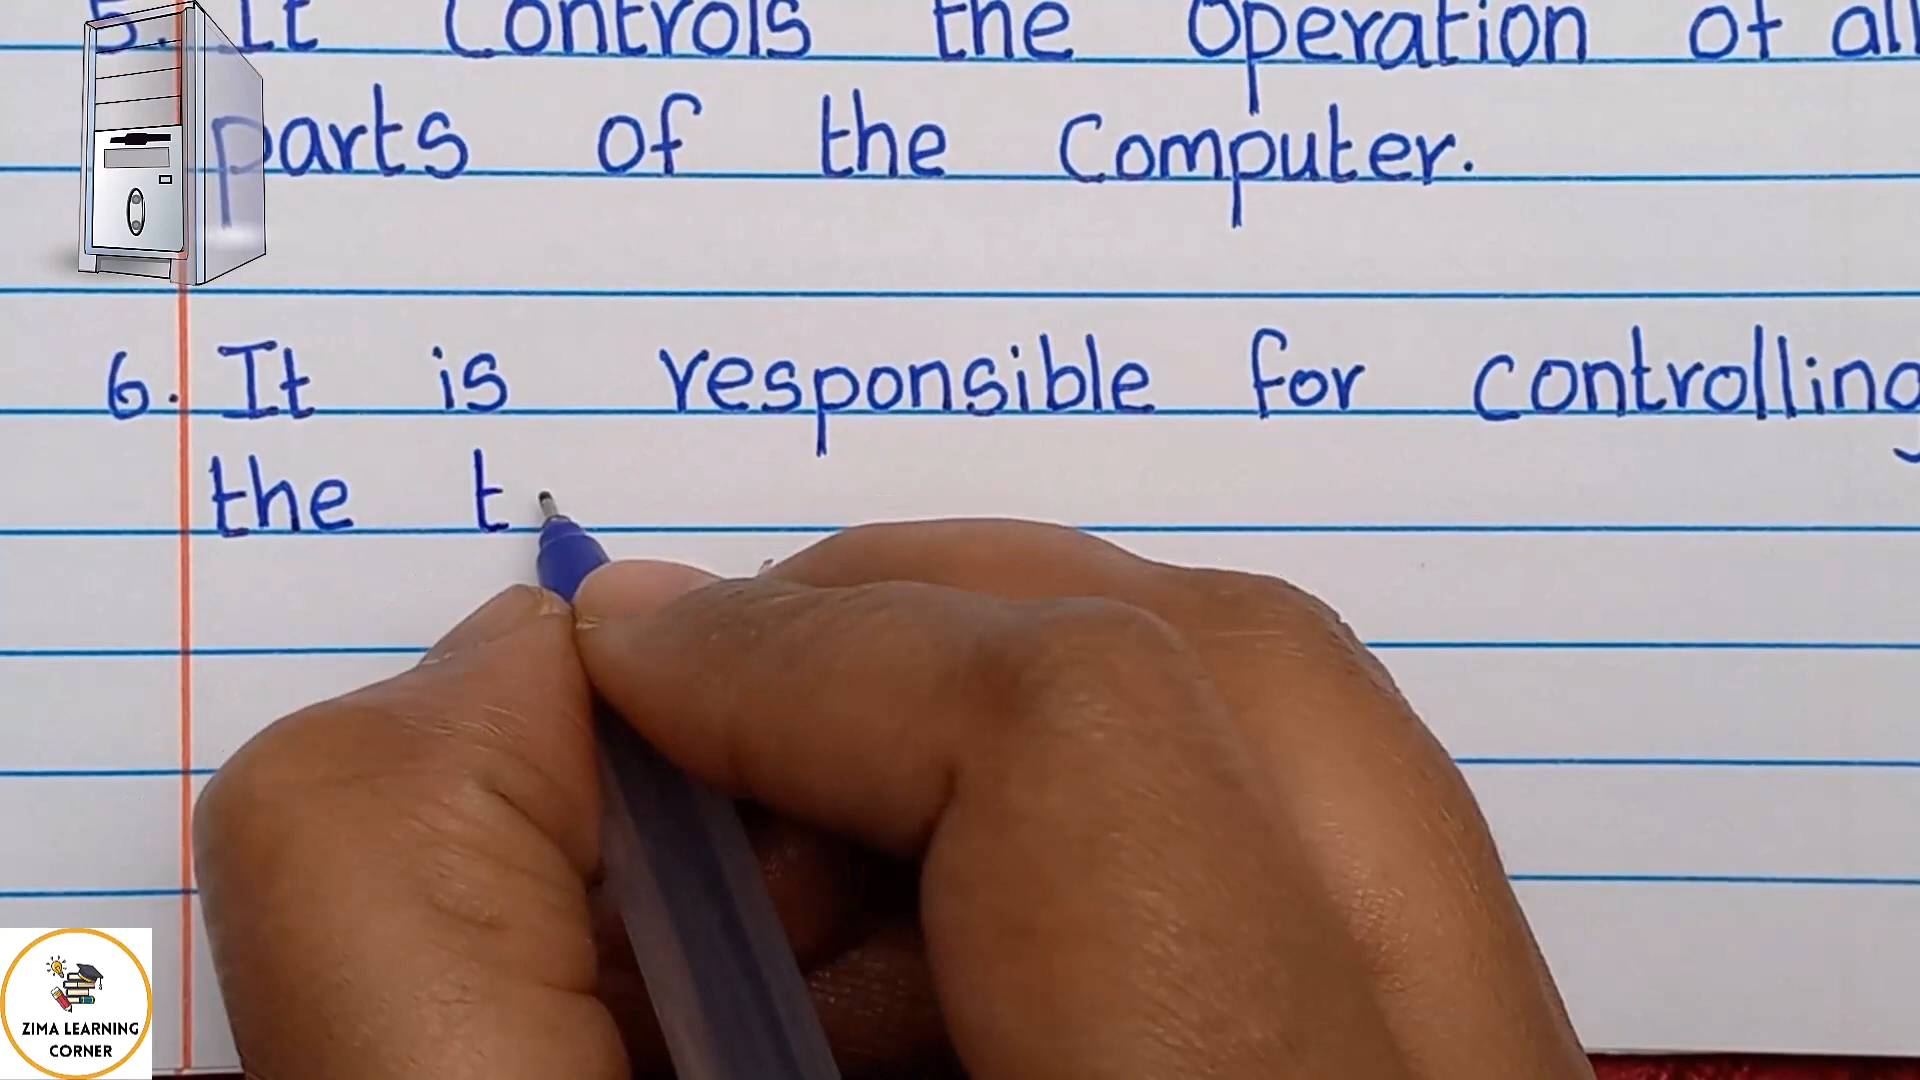 5. It Controls the Operation of all
parts of the Computer.
6. It is responsible for controlling
the t
ZIMA LEARNING
CORNER